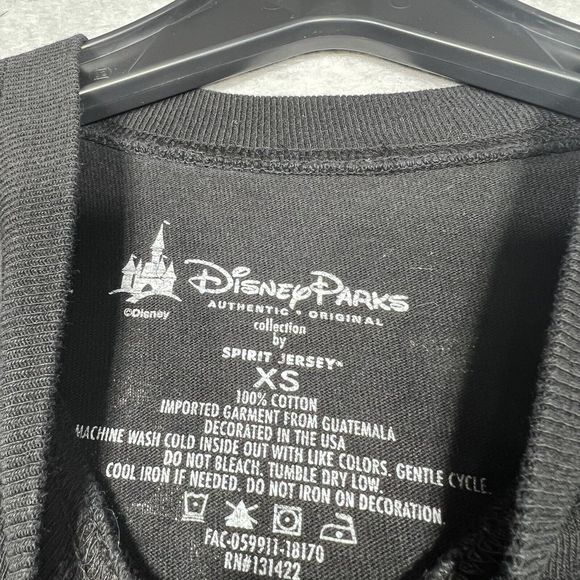 Disney Parks
AUTHENTIC • ORIGINAL
©Disney
collection
by
SPIRIT JERSEY®
XS
100% COTTON
IMPORTED GARMENT FROM GUATEMALA
DECORATED IN THE USA
MACHINE WASH COLD INSIDE OUT WITH LIKE COLORS. GENTLE CYCLE.
DO NOT BLEACH. TUMBLE DRY LOW.
COOL IRON IF NEEDED. DO NOT IRON ON DECORATION.
FAC-059911-18170
RN#131422